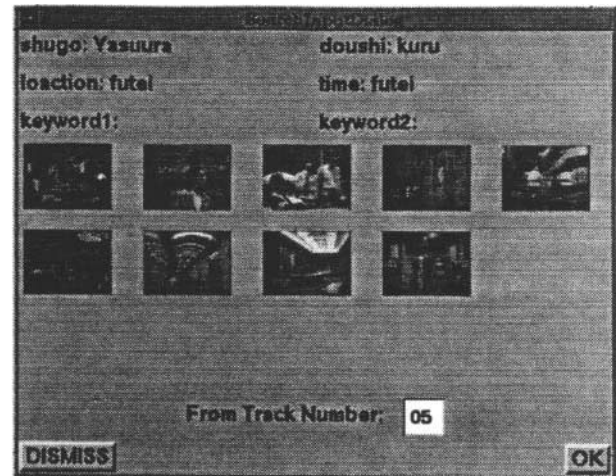 shugo: Yasuura doushi: kuru
loaction: futei time: futei
keyword1: keyword2:
From Track Number: 05
DISMISS OK